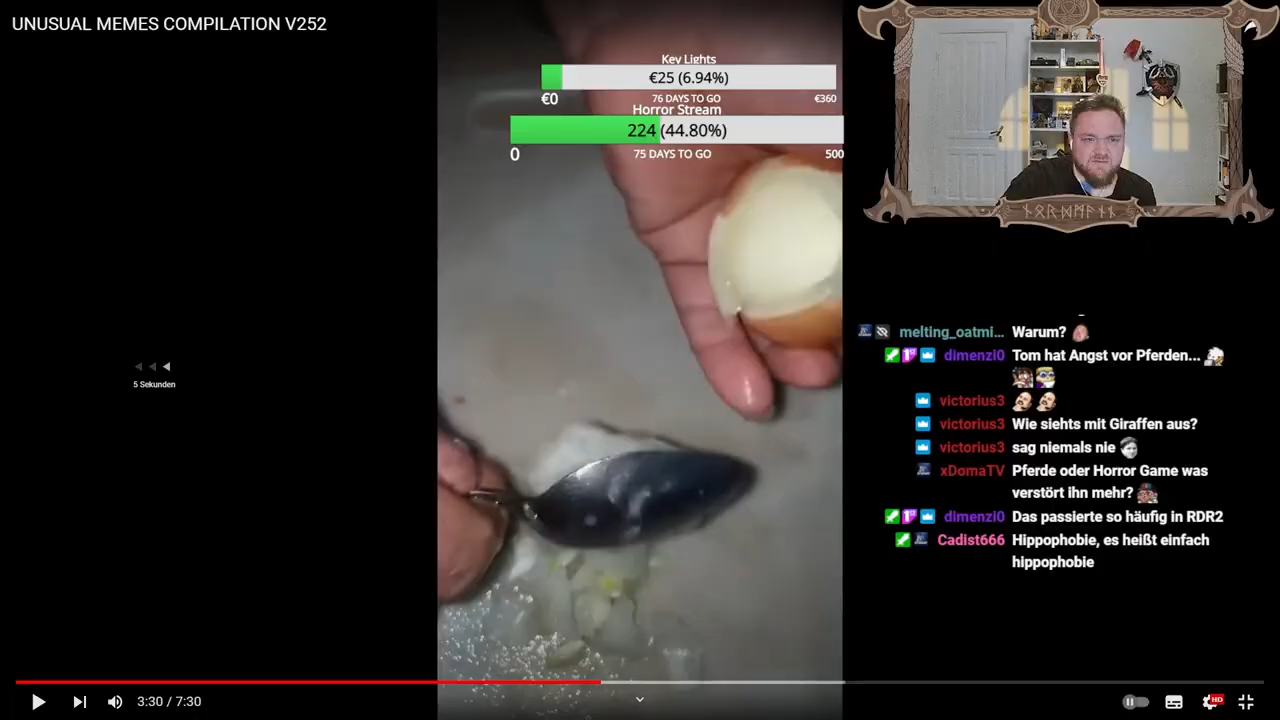 UNUSUAL MEMES COMPILATION V252
Key Lights
€25 (6.94%)
€0
76 DAYS TO GO
€360
Horror Stream
224 (44.80%)
0
75 DAYS TO GO
500
5 Sekunden
melting_oatmi... Warum?
dimenzi0 Tom hat Angst vor Pferden...
victorius3
victorius3 Wie siehts mit Giraffen aus?
victorius3 sag niemals nie
xDomaTV Pferde oder Horror Game was
verstört ihn mehr?
dimenzi0 Das passierte so häufig in RDR2
Cadist666 Hippophobie, es heißt einfach
hippophobie
3:30 / 7:30
HD